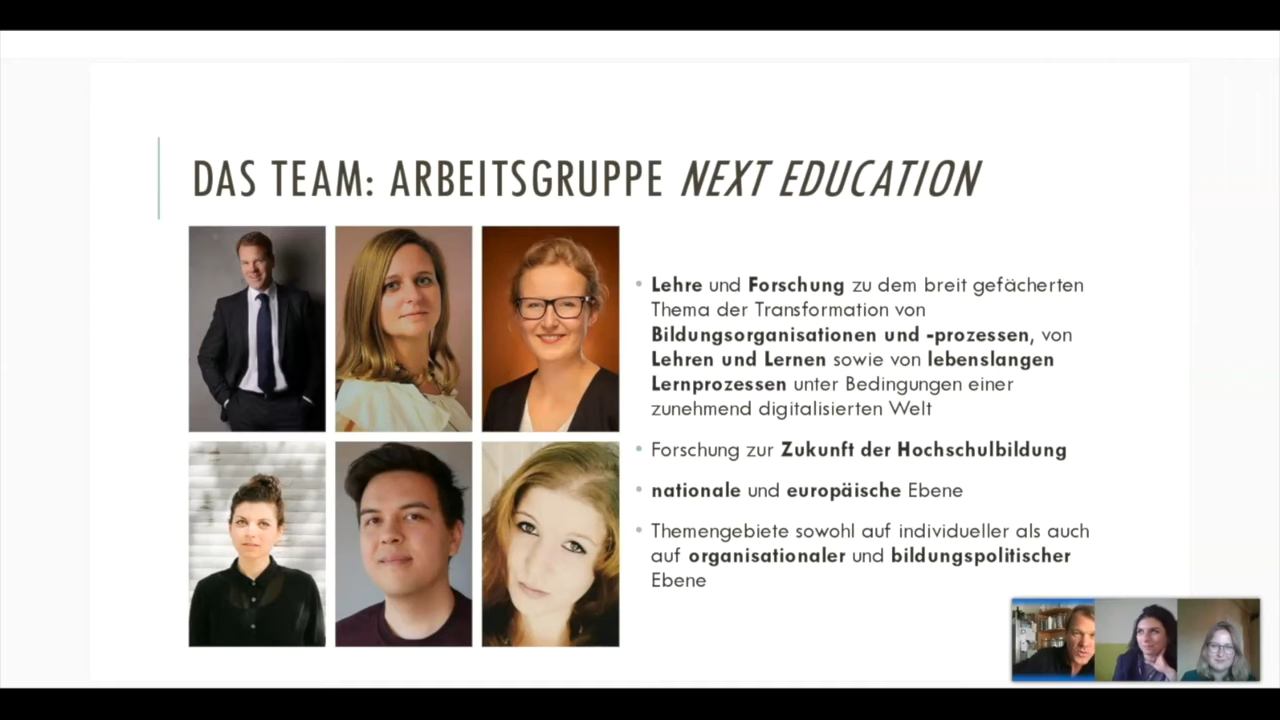 DAS TEAM: ARBEITSGRUPPE NEXT EDUCATION
• Lehre und Forschung zu dem breit gefächerten
Thema der Transformation von
Bildungsorganisationen und -prozessen, von
Lehren und Lernen sowie von lebenslangen
Lernprozessen unter Bedingungen einer
zunehmend digitalisierten Welt
• Forschung zur Zukunft der Hochschulbildung
• nationale und europäische Ebene
• Themengebiete sowohl auf individueller als auch
auf organisationaler und bildungspolitischer
Ebene